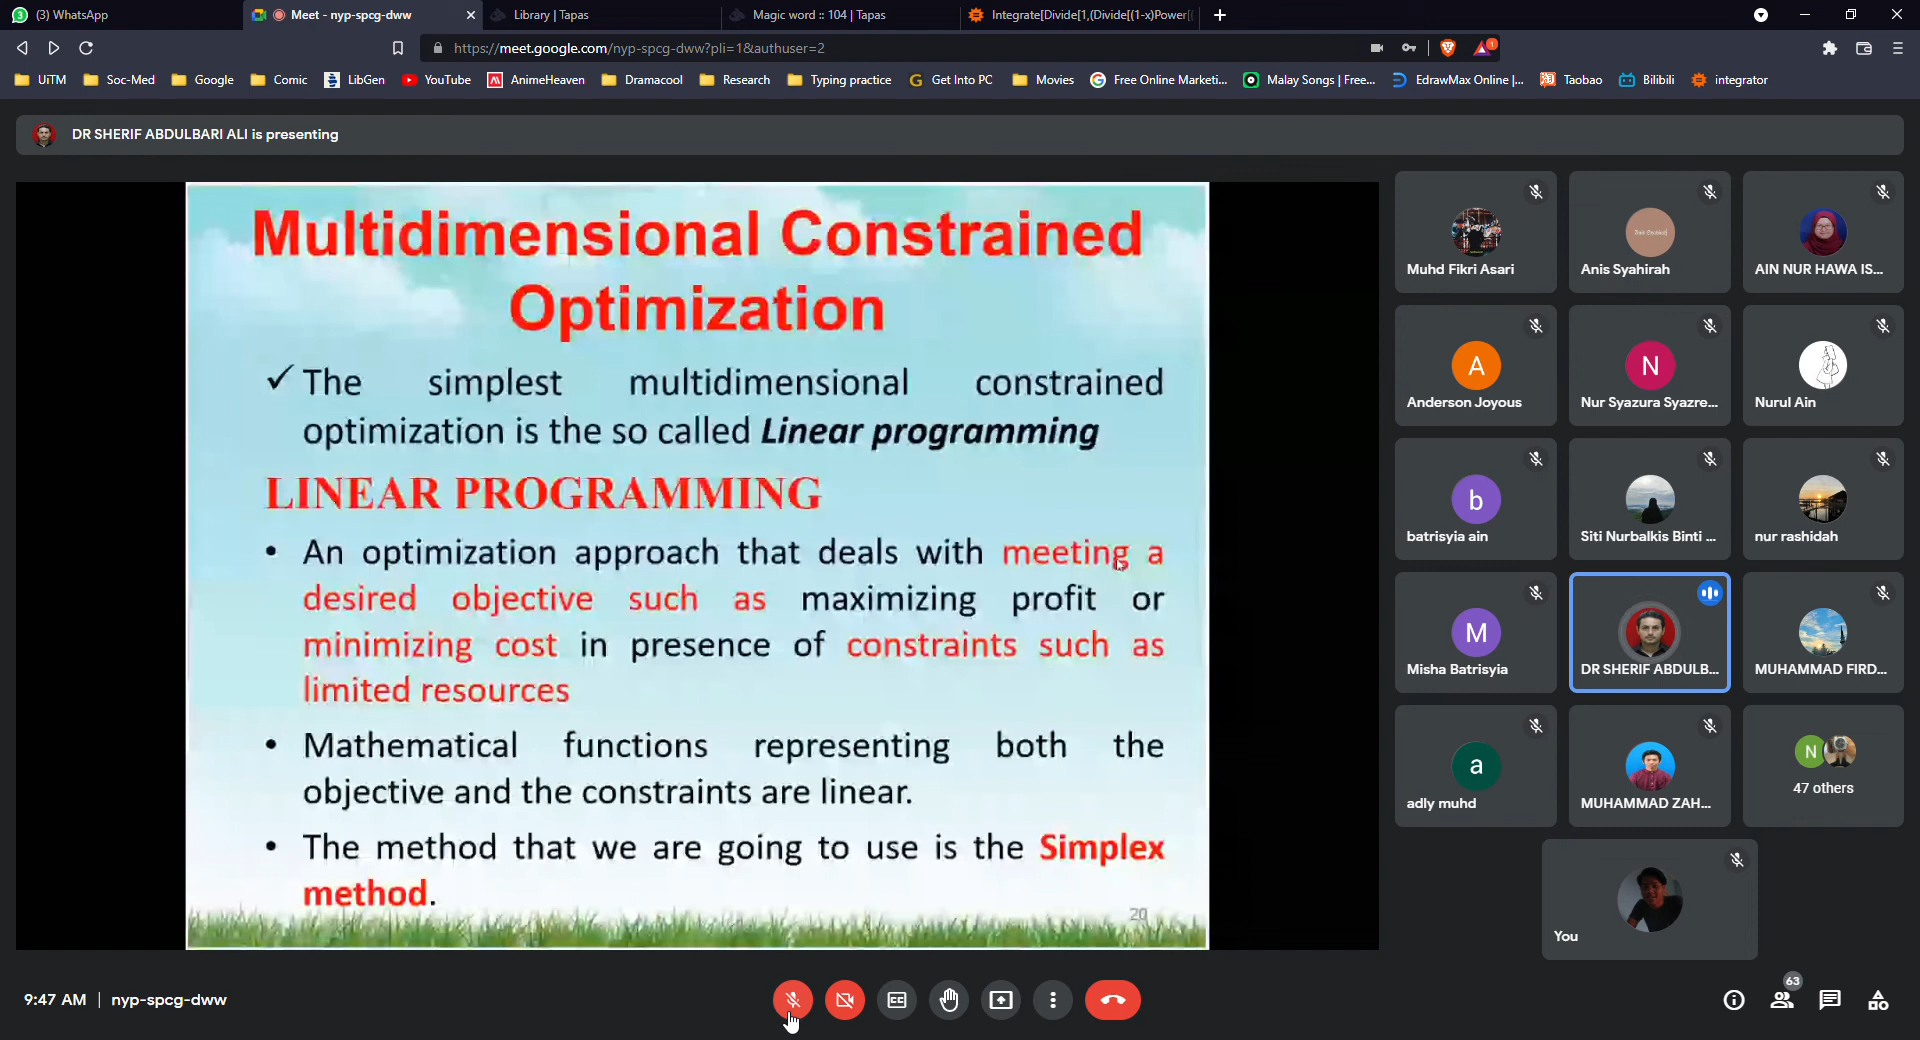 (3) WhatsApp
Meet - nyp-spcg-dww
Library | Tapas
Magic word :: 104 | Tapas
Integrate[Divide[1,(Divide[(1-x)Power[(
https://meet.google.com/nyp-spcg-dww?pli=1&authuser=2
1
UiTM
Soc-Med
Google
Comic
LibGen
YouTube
AnimeHeaven
Dramacool
Research
Typing practice
Get Into PC
Movies
Free Online Marketi...
Malay Songs | Free...
EdrawMax Online |...
Taobao
Bilibili
integrator
DR SHERIF ABDULBARI ALI is presenting
Multidimensional Constrained
Optimization
✓ The simplest multidimensional constrained
optimization is the so called Linear programming
LINEAR PROGRAMMING
• An optimization approach that deals with meeting a
desired objective such as maximizing profit or
minimizing cost in presence of constraints such as
limited resources
• Mathematical functions representing both the
objective and the constraints are linear.
• The method that we are going to use is the Simplex
method.
20
Muhd Fikri Asari
Anis Syahirah
AIN NUR HAWA IS...
A
Anderson Joyous
N
Nur Syazura Syazre...
Nurul Ain
b
batrisyia ain
Siti Nurbalkis Binti ...
nur rashidah
M
Misha Batrisyia
DR SHERIF ABDULB...
MUHAMMAD FIRD...
a
adly muhd
MUHAMMAD ZAH...
N
47 others
You
9:47 AM | nyp-spcg-dww
63